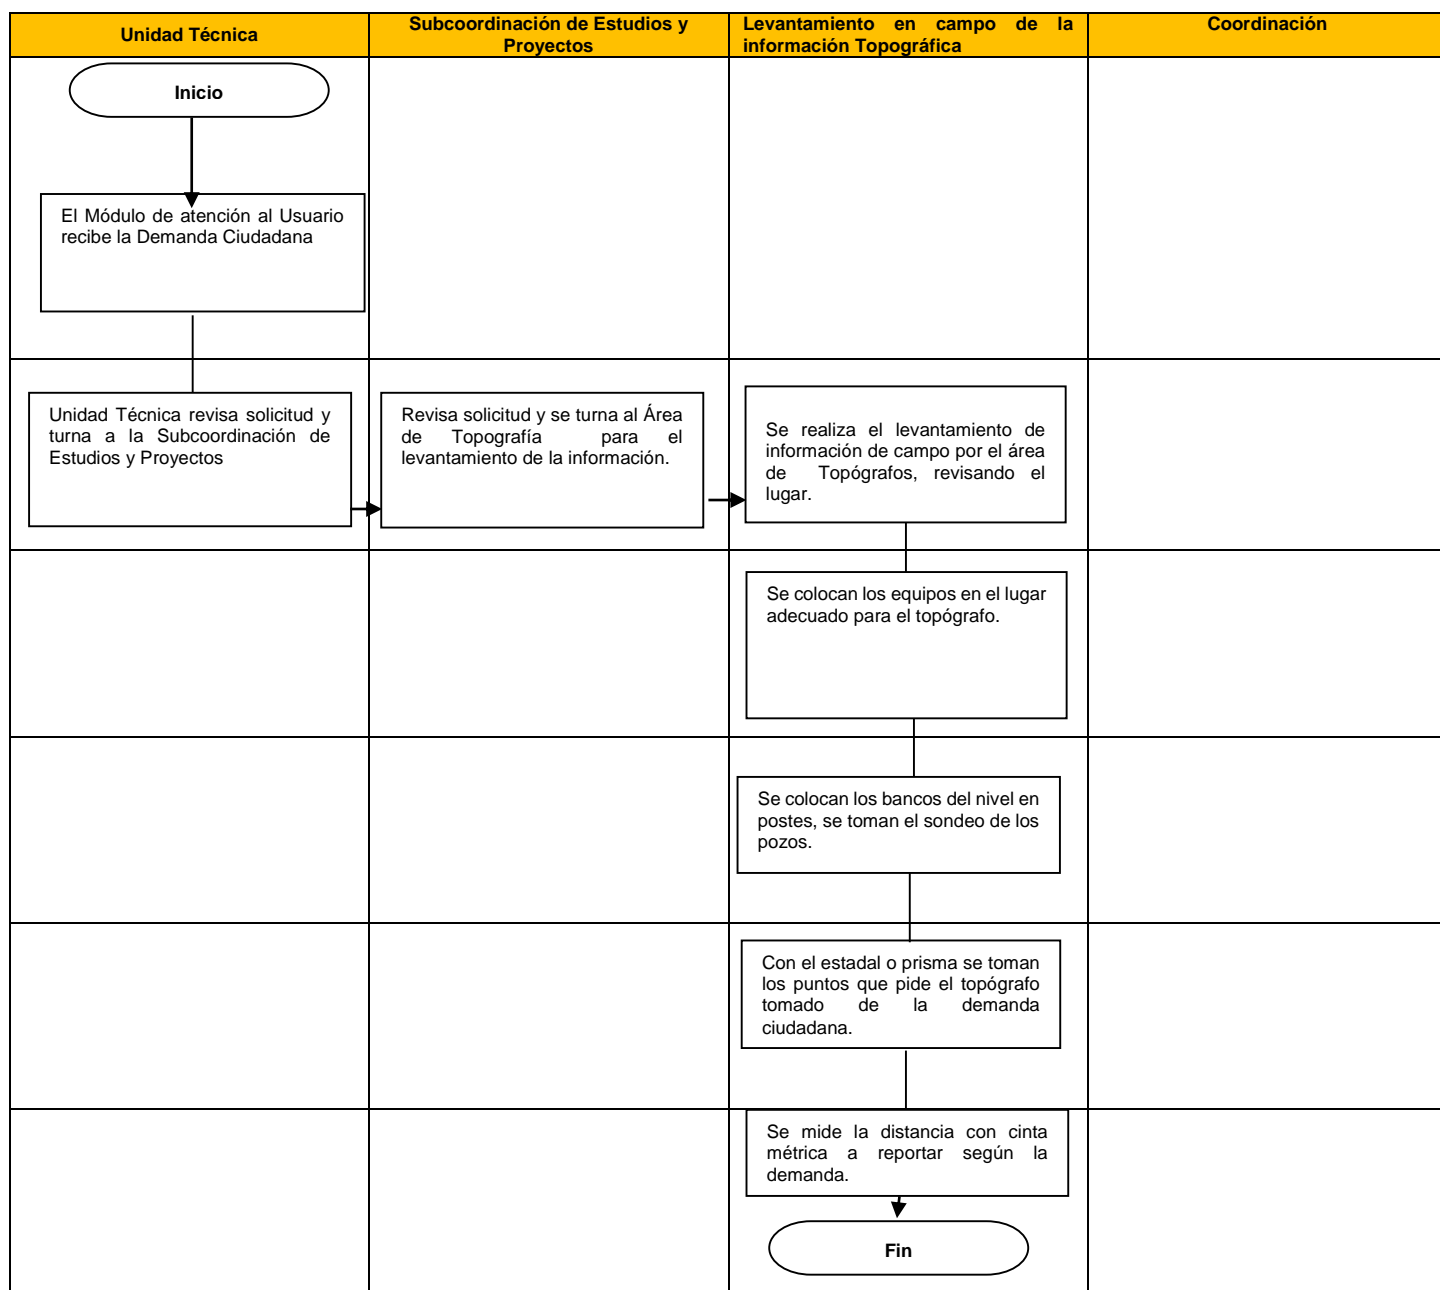 Unidad Técnica
Subcoordinación de Estudios y
Proyectos
Levantamiento en campo de la
información Topográfica
Coordinación
Inicio
El Módulo de atención al Usuario
recibe la Demanda Ciudadana
Unidad Técnica revisa solicitud y
turna a la Subcoordinación de
Estudios y Proyectos
Revisa solicitud y se turna al Área
de Topografía para el
levantamiento de la información.
Se realiza el levantamiento de
información de campo por el área
de Topógrafos, revisando el
lugar.
Se colocan los equipos en el lugar
adecuado para el topógrafo.
Se colocan los bancos del nivel en
postes, se toman el sondeo de los
pozos.
Con el estadal o prisma se toman
los puntos que pide el topógrafo
tomado de la demanda
ciudadana.
Se mide la distancia con cinta
métrica a reportar según la
demanda.
Fin